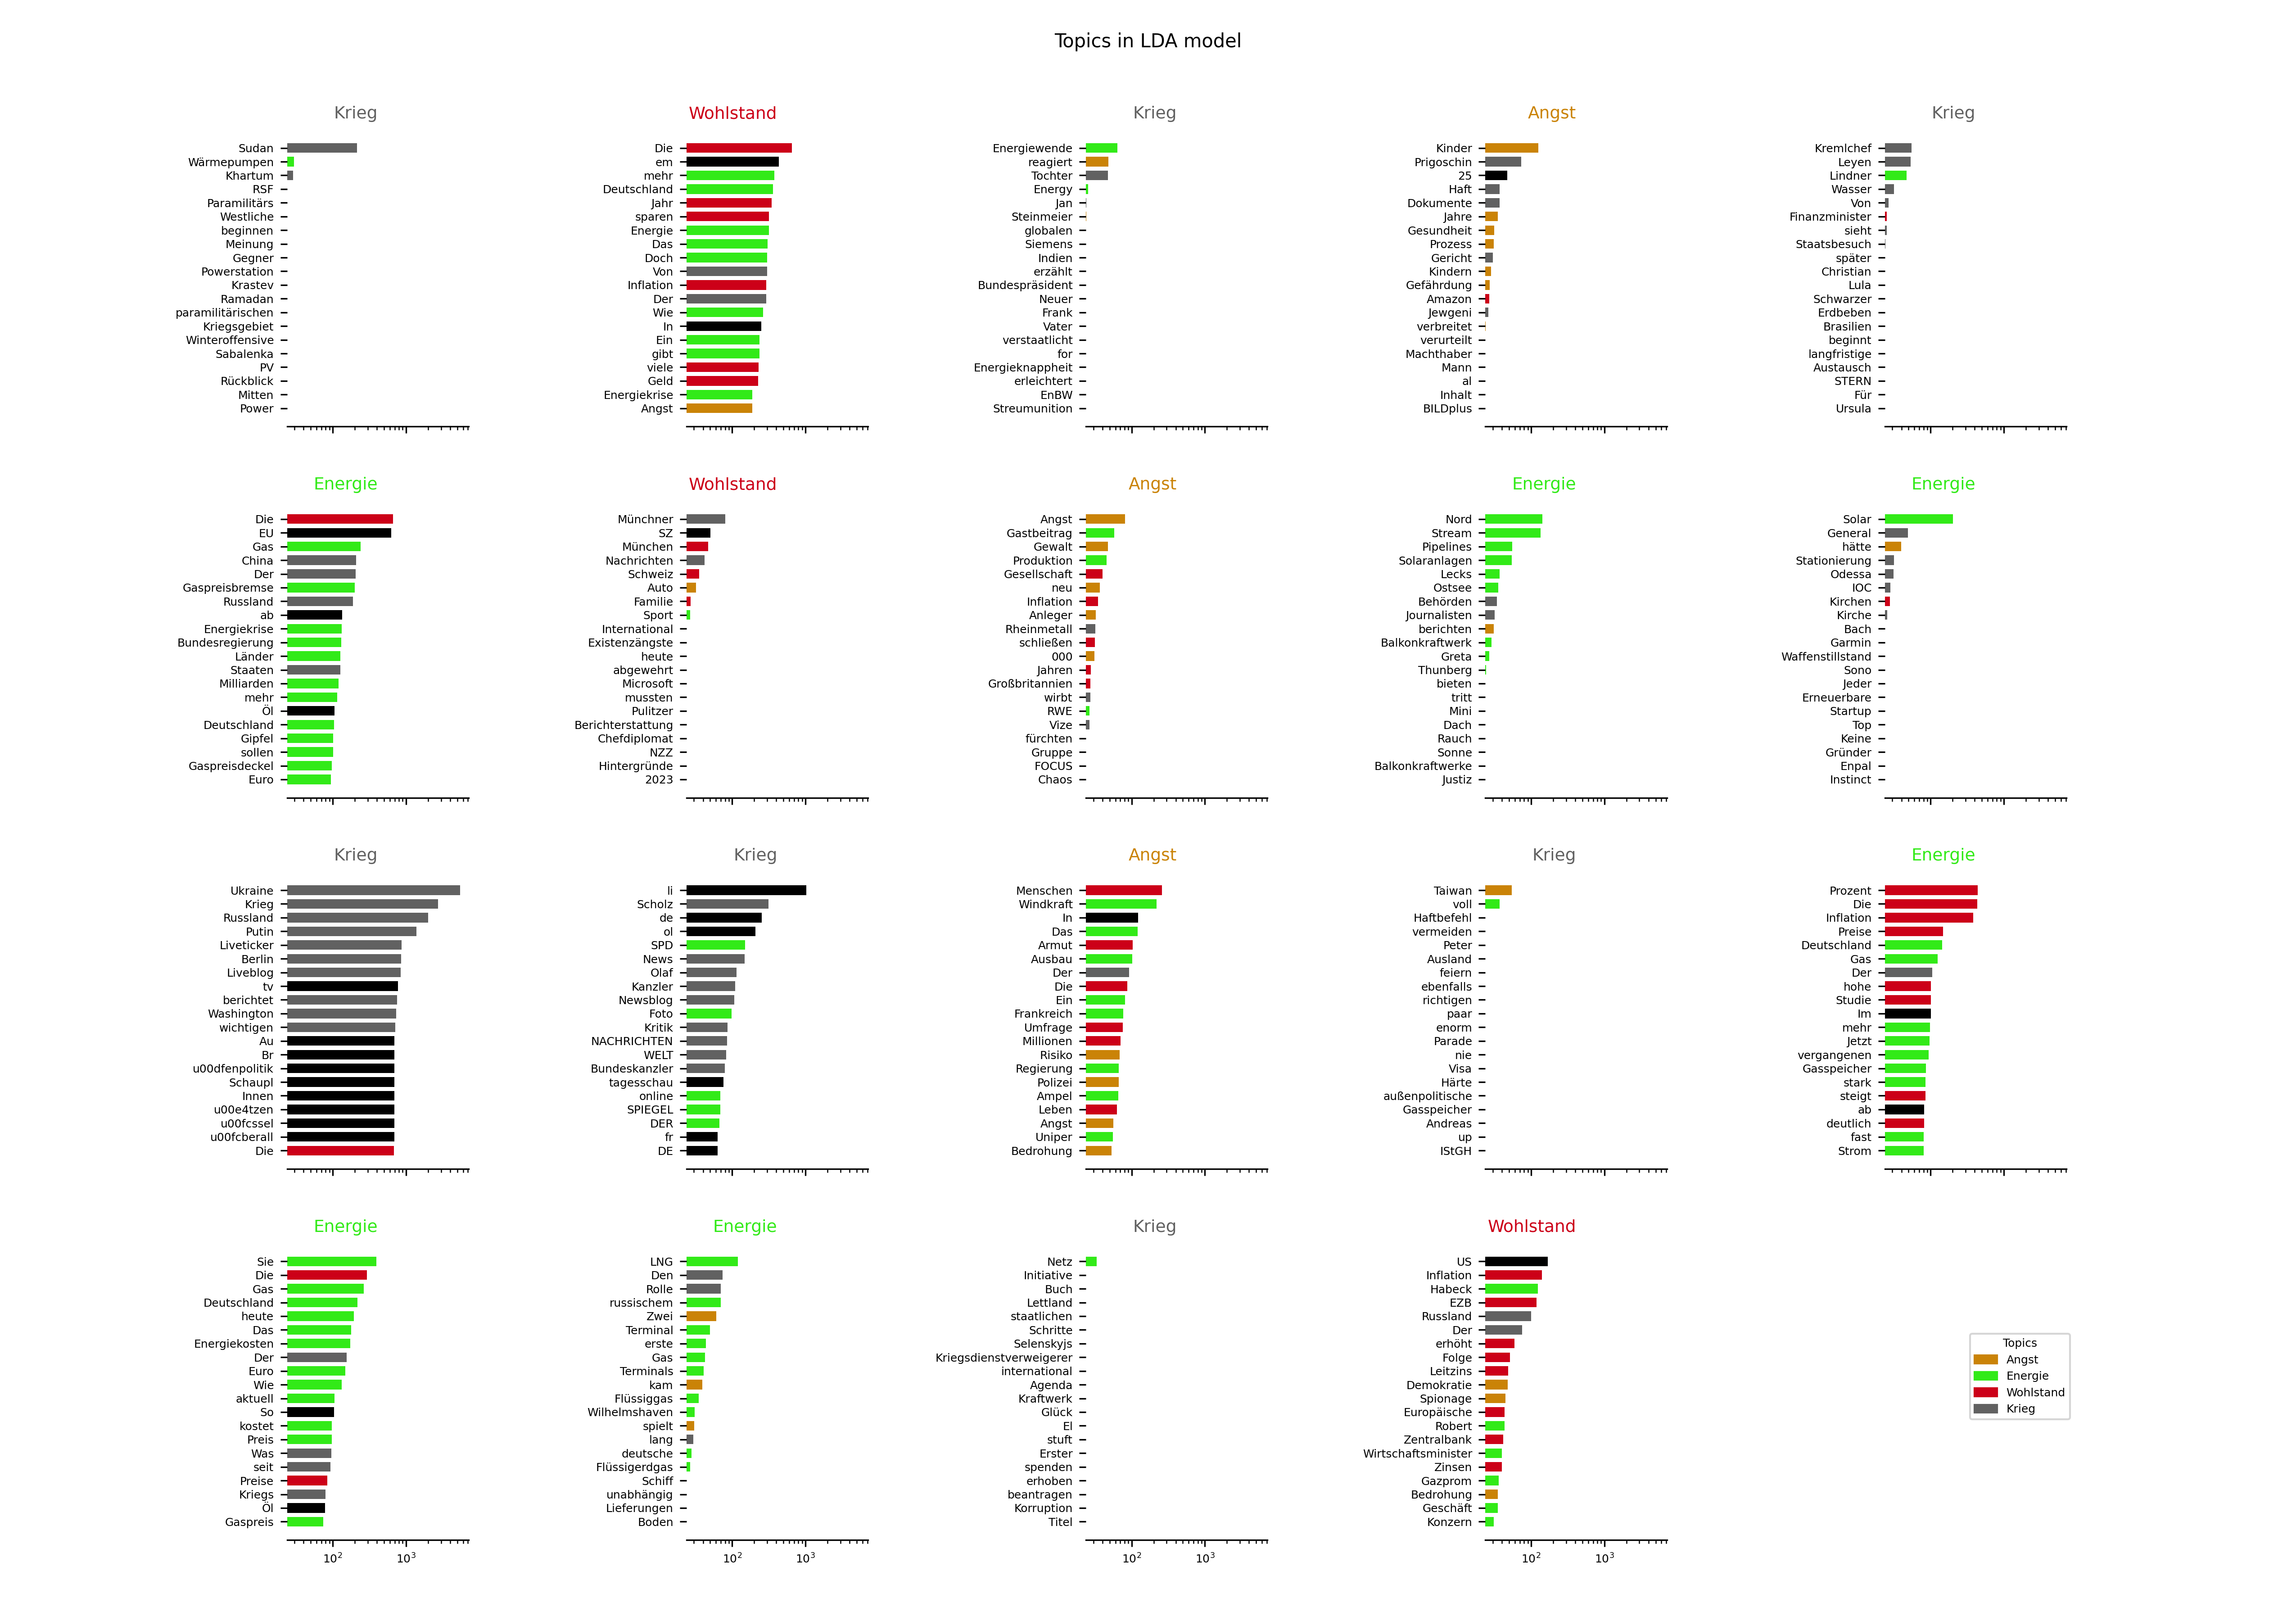 Topics in LDA model
Krieg
Sudan
Wärmepumpen
Khartum
RSF
Paramilitärs
Westliche
beginnen
Meinung
Gegner
Powerstation
Krastev
Ramadan
paramilitärischen
Kriegsgebiet
Winteroffensive
Sabalenka
PV
Rückblick
Mitten
Power
Wohlstand
Die
em
mehr
Deutschland
Jahr
sparen
Energie
Das
Doch
Von
Inflation
Der
Wie
In
Ein
gibt
viele
Geld
Energiekrise
Angst
Krieg
Energiewende
reagiert
Tochter
Energy
Jan
Steinmeier
globalen
Siemens
Indien
erzählt
Bundespräsident
Neuer
Frank
Vater
verstaatlicht
for
Energieknappheit
erleichtert
EnBW
Streumunition
Angst
Kinder
Prigoschin
25
Haft
Dokumente
Jahre
Gesundheit
Prozess
Gericht
Kindern
Gefährdung
Amazon
Jewgeni
verbreitet
verurteilt
Machthaber
Mann
al
Inhalt
BILDplus
Krieg
Kremlchef
Leyen
Lindner
Wasser
Von
Finanzminister
sieht
Staatsbesuch
später
Christian
Lula
Schwarzer
Erdbeben
Brasilien
beginnt
langfristige
Austausch
STERN
Für
Ursula
Energie
Die
EU
Gas
China
Der
Gaspreisbremse
Russland
ab
Energiekrise
Bundesregierung
Länder
Staaten
Milliarden
mehr
Öl
Deutschland
Gipfel
sollen
Gaspreisdeckel
Euro
Wohlstand
Münchner
SZ
München
Nachrichten
Schweiz
Auto
Familie
Sport
International
Existenzängste
heute
abgewehrt
Microsoft
mussten
Pulitzer
Berichterstattung
Chefdiplomat
NZZ
Hintergründe
2023
Angst
Angst
Gastbeitrag
Gewalt
Produktion
Gesellschaft
neu
Inflation
Anleger
Rheinmetall
schließen
000
Jahren
Großbritannien
wirbt
RWE
Vize
fürchten
Gruppe
FOCUS
Chaos
Energie
Nord
Stream
Pipelines
Solaranlagen
Lecks
Ostsee
Behörden
Journalisten
berichten
Balkonkraftwerk
Greta
Thunberg
bieten
tritt
Mini
Dach
Rauch
Sonne
Balkonkraftwerke
Justiz
Energie
Solar
General
hätte
Stationierung
Odessa
IOC
Kirchen
Kirche
Bach
Garmin
Waffenstillstand
Sono
Jeder
Erneuerbare
Startup
Top
Keine
Gründer
Enpal
Instinct
Krieg
Ukraine
Krieg
Russland
Putin
Liveticker
Berlin
Liveblog
tv
berichtet
Washington
wichtigen
Au
Br
u00dfenpolitik
Schaupl
Innen
u00e4tzen
u00fcssel
u00fcberall
Die
Krieg
li
Scholz
de
ol
SPD
News
Olaf
Kanzler
Newsblog
Foto
Kritik
NACHRICHTEN
WELT
Bundeskanzler
tagesschau
online
SPIEGEL
DER
fr
DE
Angst
Menschen
Windkraft
In
Das
Armut
Ausbau
Der
Die
Ein
Frankreich
Umfrage
Millionen
Risiko
Regierung
Polizei
Ampel
Leben
Angst
Uniper
Bedrohung
Krieg
Taiwan
voll
Haftbefehl
vermeiden
Peter
Ausland
feiern
ebenfalls
richtigen
paar
enorm
Parade
nie
Visa
Härte
außenpolitische
Gasspeicher
Andreas
up
IStGH
Energie
Prozent
Die
Inflation
Preise
Deutschland
Gas
Der
hohe
Studie
Im
mehr
Jetzt
vergangenen
Gasspeicher
stark
steigt
ab
deutlich
fast
Strom
Energie
Sie
Die
Gas
Deutschland
heute
Das
Energiekosten
Der
Euro
Wie
aktuell
So
kostet
Preis
Was
seit
Preise
Kriegs
Öl
Gaspreis
10² 10³
Energie
LNG
Den
Rolle
russischem
Zwei
Terminal
erste
Gas
Terminals
kam
Flüssiggas
Wilhelmshaven
spielt
lang
deutsche
Flüssigerdgas
Schiff
unabhängig
Lieferungen
Boden
10² 10³
Krieg
Netz
Initiative
Buch
Lettland
staatlichen
Schritte
Selenskyjs
Kriegsdienstverweigerer
international
Agenda
Kraftwerk
Glück
El
stuft
Erster
spenden
erhoben
beantragen
Korruption
Titel
10² 10³
Wohlstand
US
Inflation
Habeck
EZB
Russland
Der
erhöht
Folge
Leitzins
Demokratie
Spionage
Europäische
Robert
Zentralbank
Wirtschaftsminister
Zinsen
Gazprom
Bedrohung
Geschäft
Konzern
10² 10³
Topics
Angst
Energie
Wohlstand
Krieg